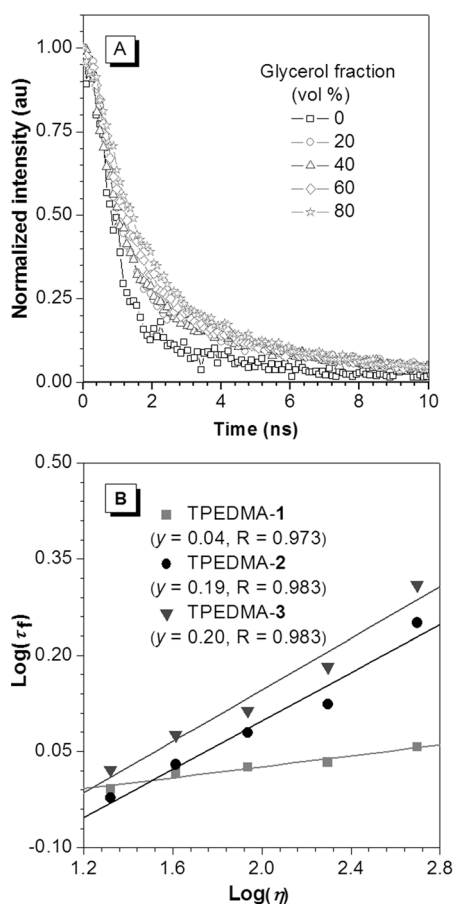 A
Glycerol fraction
(vol %)
0
20
40
60
80
1.00
0.75
0.50
0.25
0.00
Normalized intensity (au)
0 2 4 6 8 10
Time (ns)
B
TPEDMA-1
(y = 0.04, R = 0.973)
TPEDMA-2
(y = 0.19, R = 0.983)
TPEDMA-3
(y = 0.20, R = 0.983)
0.50
0.35
0.20
0.05
-0.10
Log(τf)
1.2 1.6 2.0 2.4 2.8
Log(η)